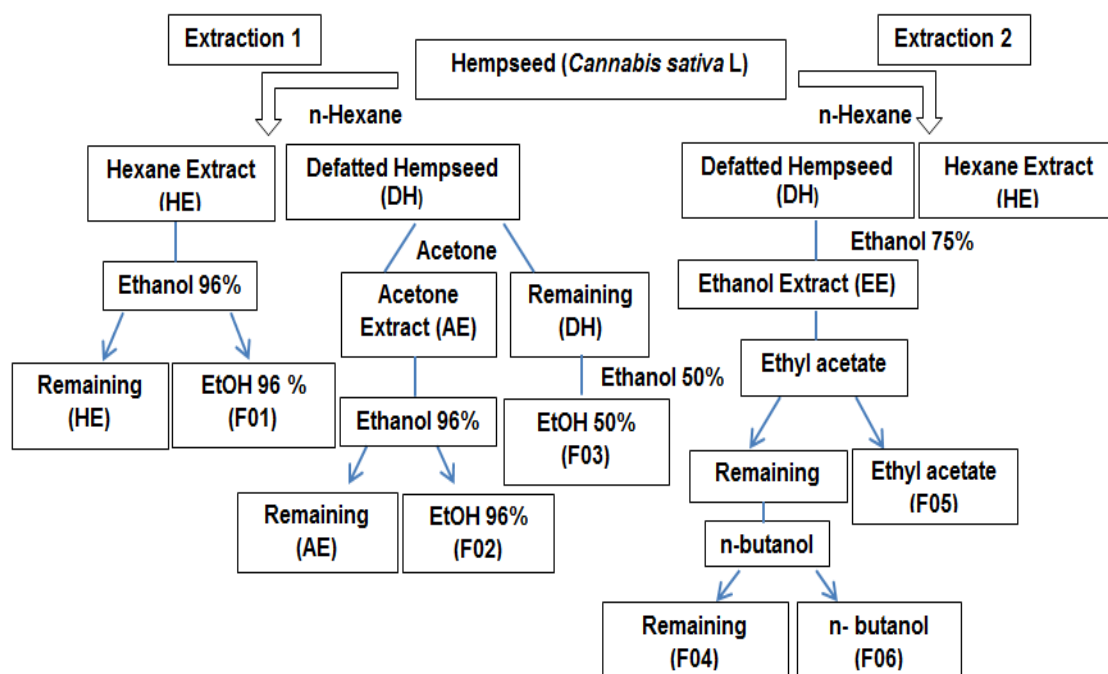 Extraction 1
Hempseed (Cannabis sativa L)
Extraction 2
n-Hexane
n-Hexane
Hexane Extract
(HE)
Defatted Hempseed
(DH)
Defatted Hempseed
(DH)
Hexane Extract
(HE)
Acetone
Ethanol 75%
Ethanol 96%
Acetone
Extract (AE)
Remaining
(DH)
Ethanol Extract (EE)
Remaining
(HE)
EtOH 96 %
(F01)
Ethanol 50%
Ethyl acetate
Ethanol 96%
EtOH 50%
(F03)
Remaining
Ethyl acetate
(F05)
Remaining
(AE)
EtOH 96%
(F02)
n-butanol
Remaining
(F04)
n- butanol
(F06)